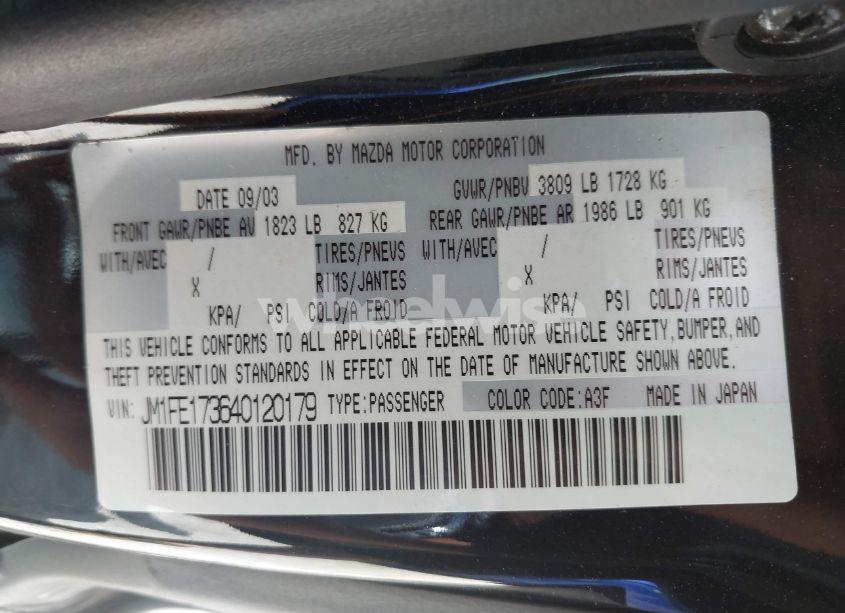 MFD. BY MAZDA MOTOR CORPORATION
DATE 09/03 GVWR/PNBV 3809 LB 1728 KG
FRONT GAWR/PNBE AV 1823 LB 827 KG REAR GAWR/PNBE AR 1986 LB 901 KG
WITH/AVEC / TIRES/PNEUS WITH/AVEC / TIRES/PNEUS
X RIMS/JANTES X RIMS/JANTES
KPA/ PSI COLD/A FROID KPA/ PSI COLD/A FROID
wheelwise
THIS VEHICLE CONFORMS TO ALL APPLICABLE FEDERAL MOTOR VEHICLE SAFETY,BUMPER,AND
THEFT PREVENTION STANDARDS IN EFFECT ON THE DATE OF MANUFACTURE SHOWN ABOVE.
VIN: JM1FE173640120179 TYPE:PASSENGER COLOR CODE:A3F MADE IN JAPAN